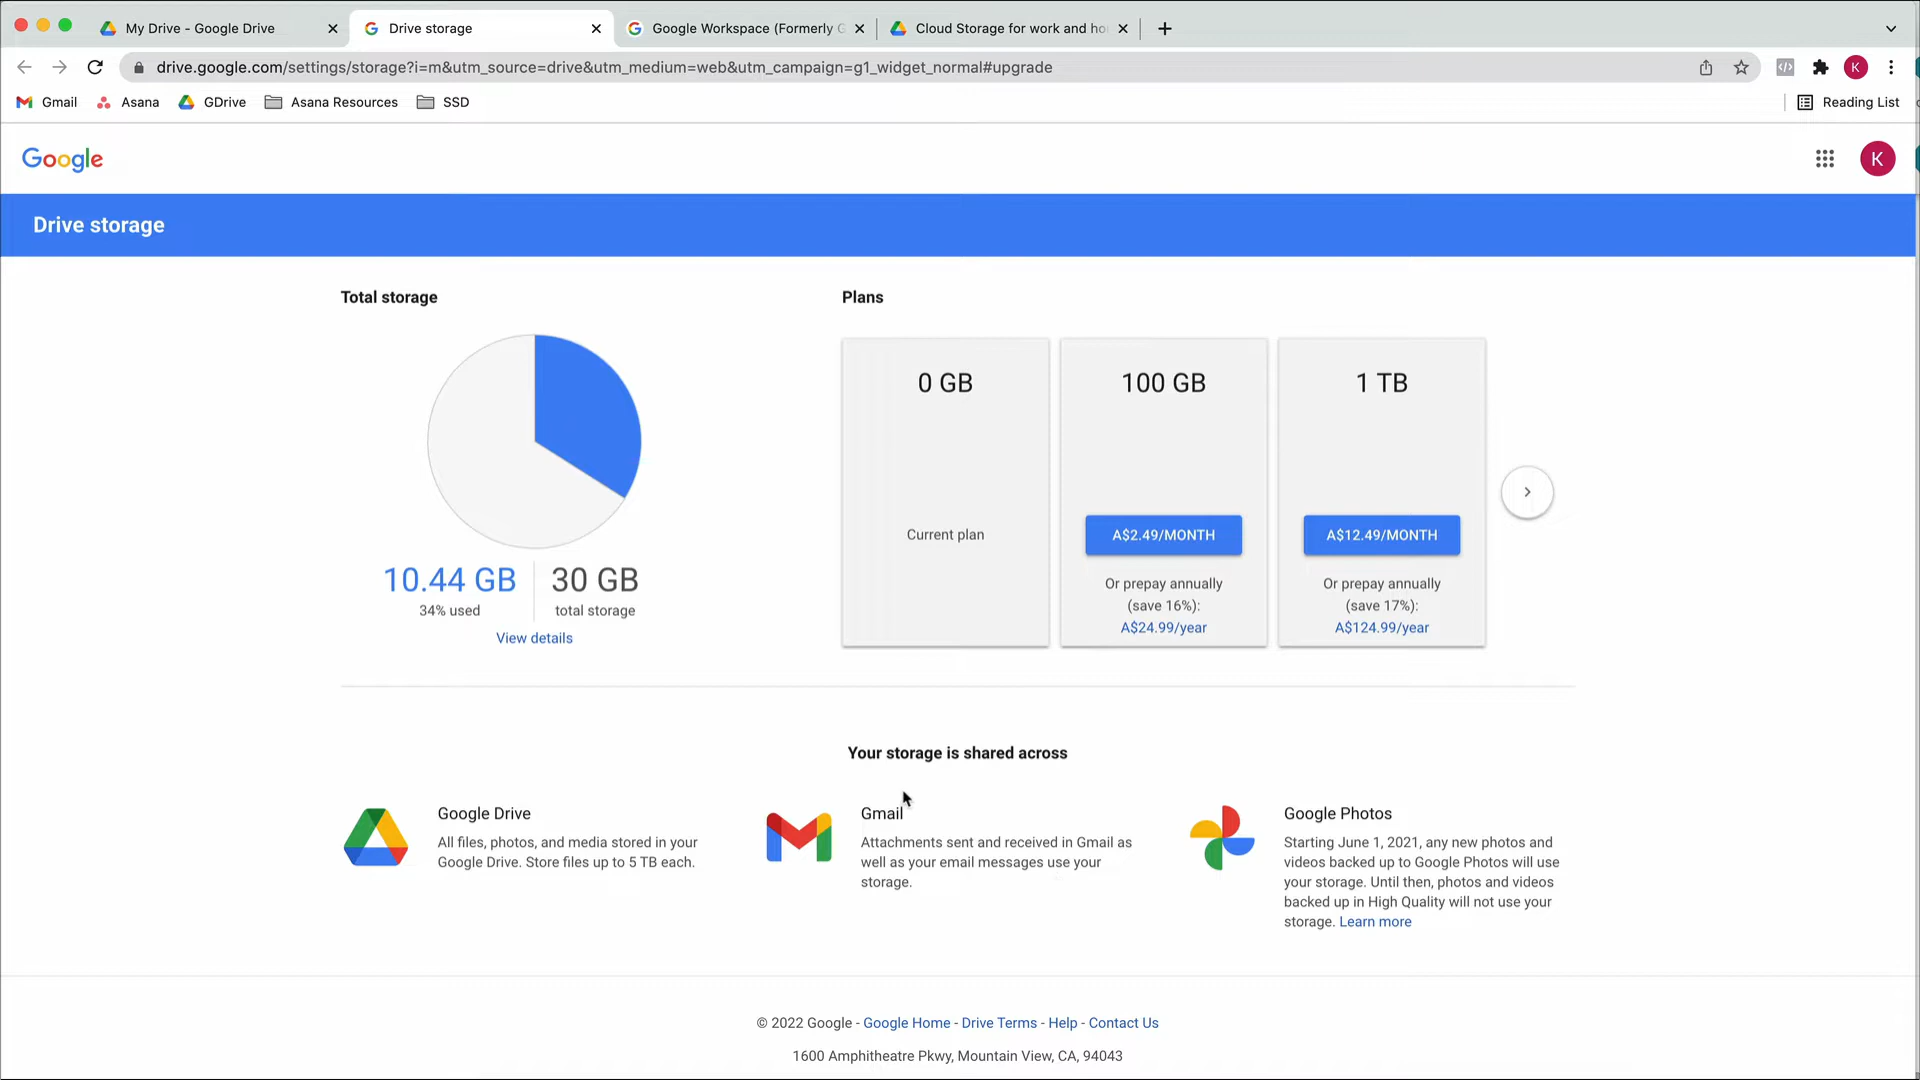 My Drive - Google Drive
Drive storage
Google Workspace (Formerly G
Cloud Storage for work and ho
drive.google.com/settings/storage?i=m&utm_source=drive&utm_medium=web&utm_campaign=g1_widget_normal#upgrade
K
Gmail
Asana
GDrive
Asana Resources
SSD
Reading List
Google
K
Drive storage
Total storage
Plans
0 GB
100 GB
1 TB
Current plan
A$2.49/MONTH
A$12.49/MONTH
Or prepay annually
(save 16%):
A$24.99/year
Or prepay annually
(save 17%):
A$124.99/year
10.44 GB
34% used
30 GB
total storage
View details
Your storage is shared across
Google Drive
All files, photos, and media stored in your
Google Drive. Store files up to 5 TB each.
Gmail
Attachments sent and received in Gmail as
well as your email messages use your
storage.
Google Photos
Starting June 1, 2021, any new photos and
videos backed up to Google Photos will use
your storage. Until then, photos and videos
backed up in High Quality will not use your
storage. Learn more
© 2022 Google - Google Home - Drive Terms - Help - Contact Us
1600 Amphitheatre Pkwy, Mountain View, CA, 94043